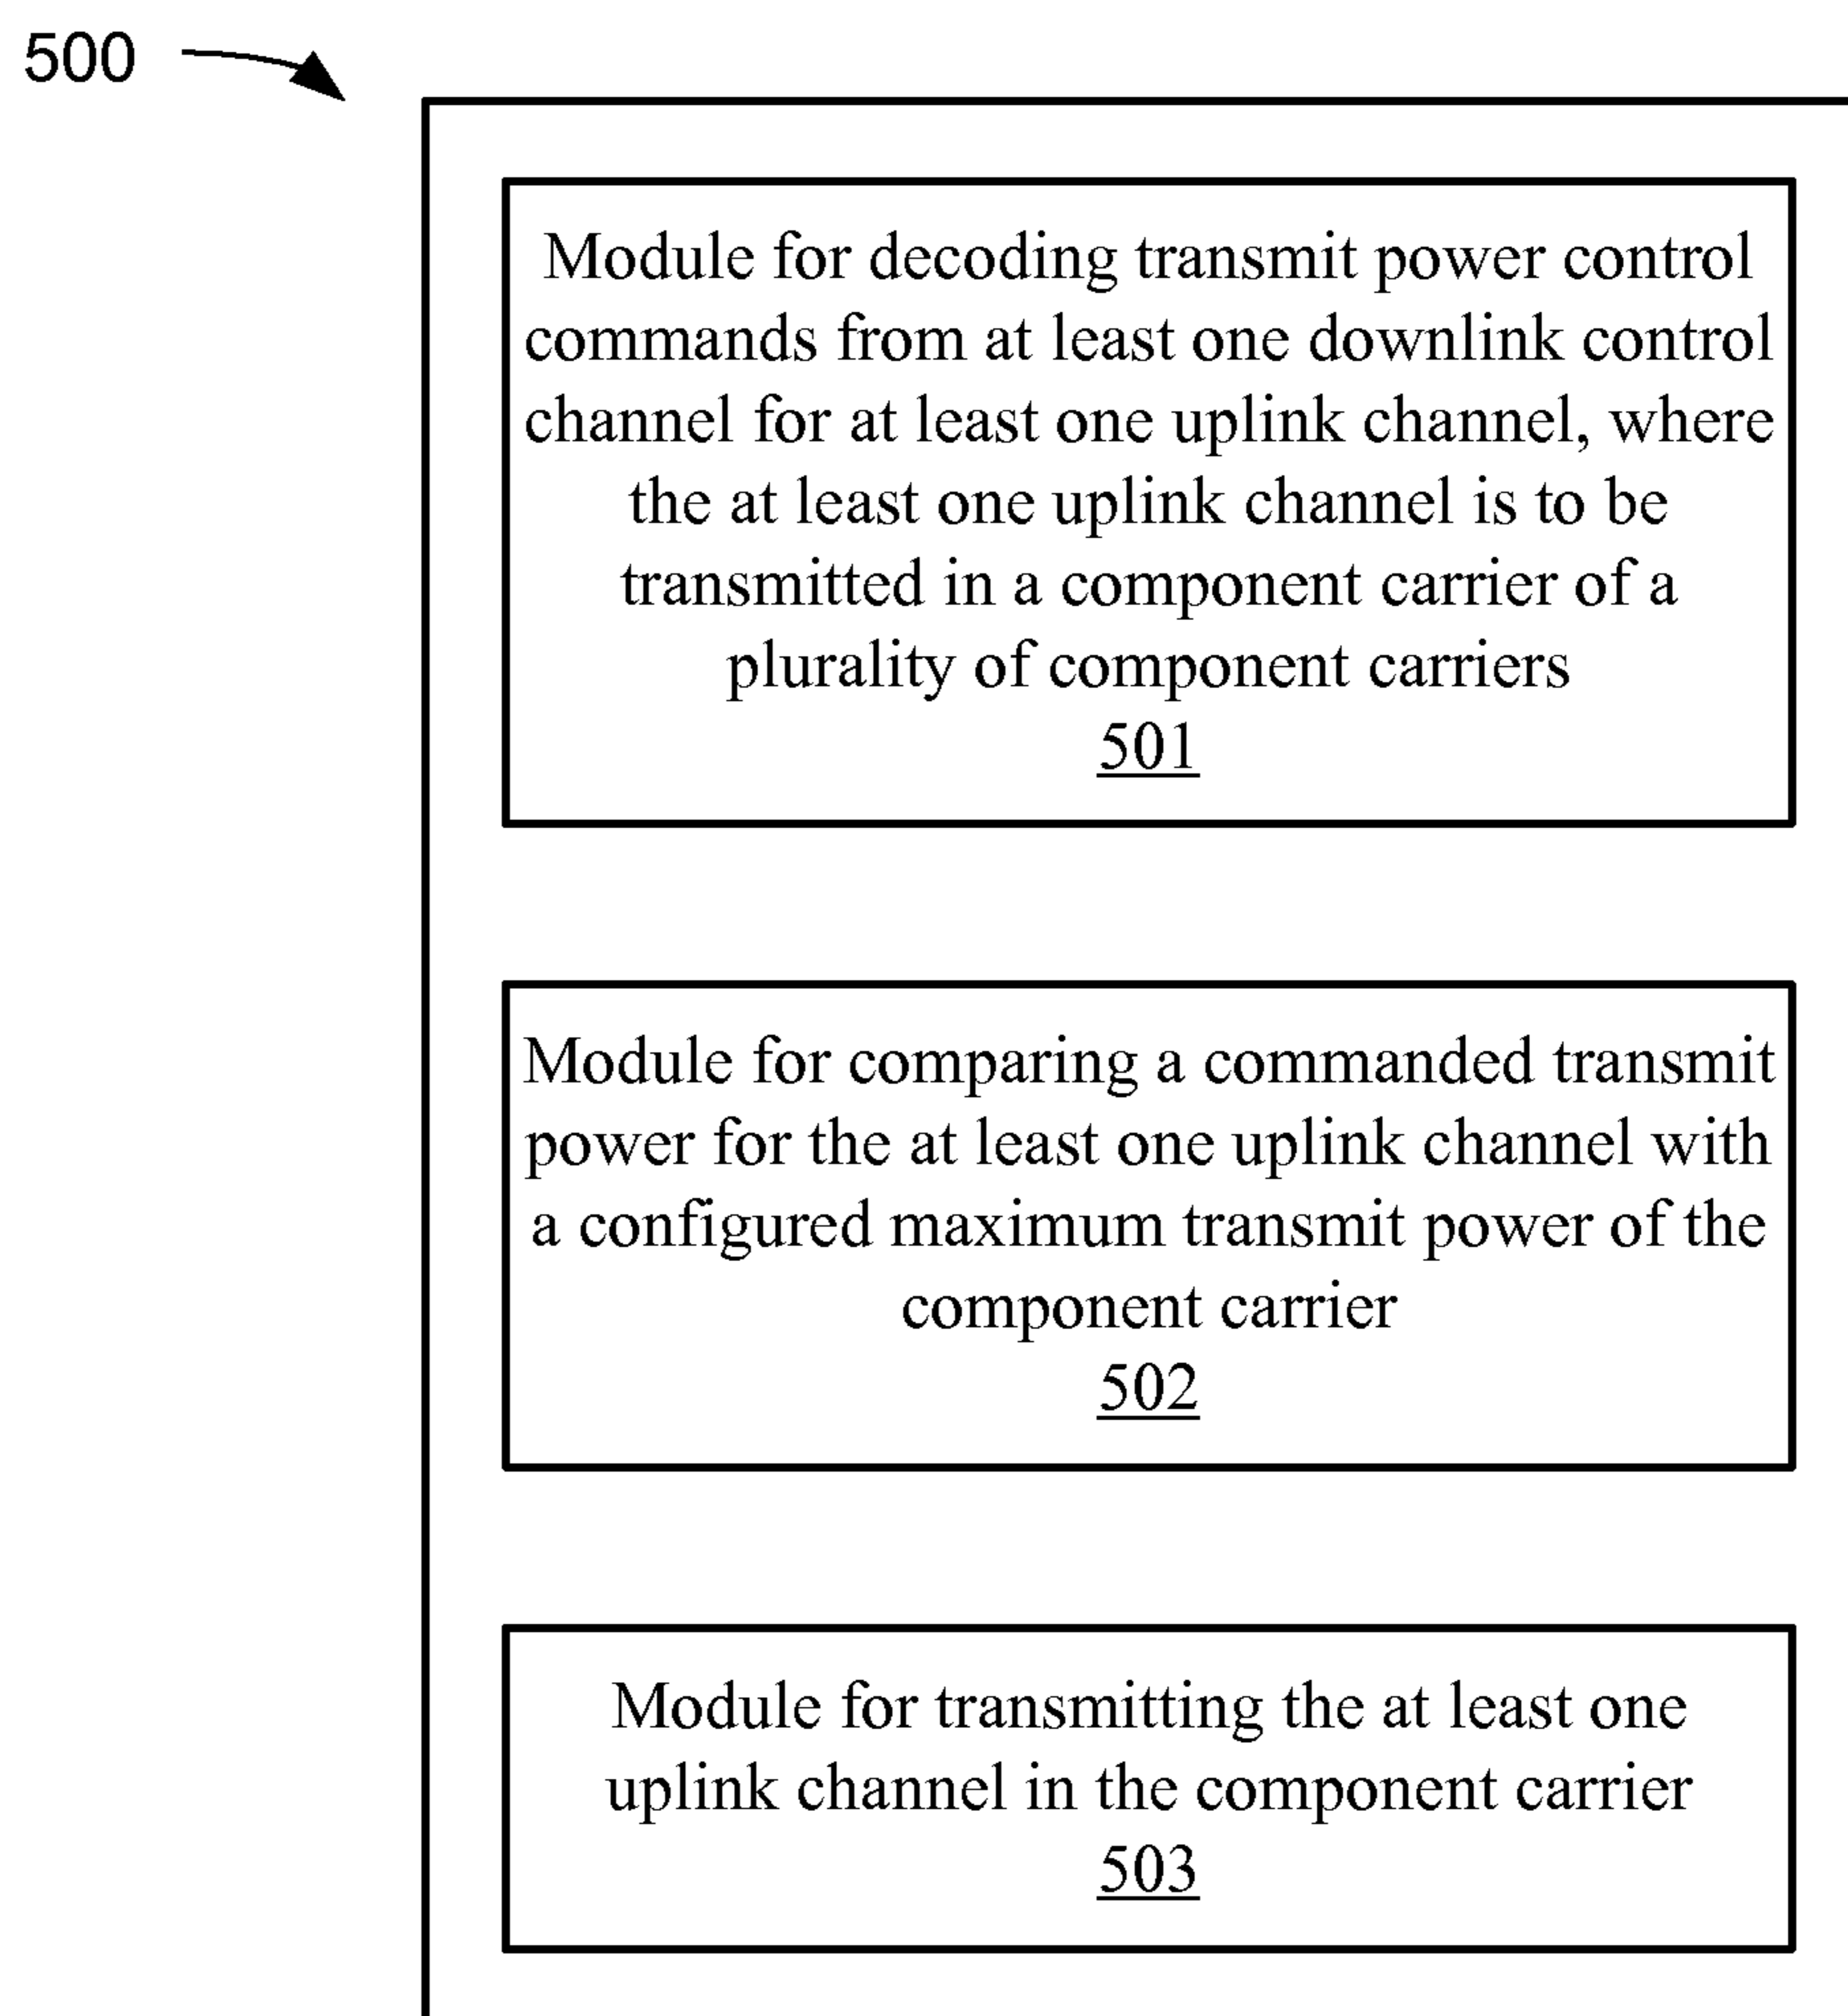 500
Module for decoding transmit power control
commands from at least one downlink control
channel for at least one uplink channel, where
the at least one uplink channel is to be
transmitted in a component carrier of a
plurality of component carriers
501
Module for comparing a commanded transmit
power for the at least one uplink channel with
a configured maximum transmit power of the
component carrier
502
Module for transmitting the at least one
uplink channel in the component carrier
503